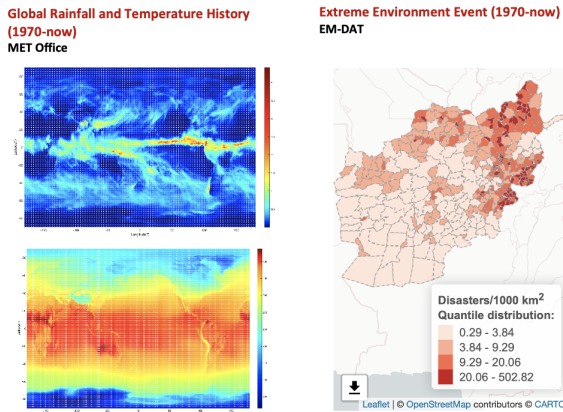 Global Rainfall and Temperature History
(1970-now)
MET Office
Extreme Environment Event (1970-now)
EM-DAT
Disasters/1000 km2
Quantile distribution:
0.29 - 3.84
3.84 - 9.29
9.29 - 20.06
20.06 - 502.82
Leaflet | © OpenStreetMap contributors © CARTO